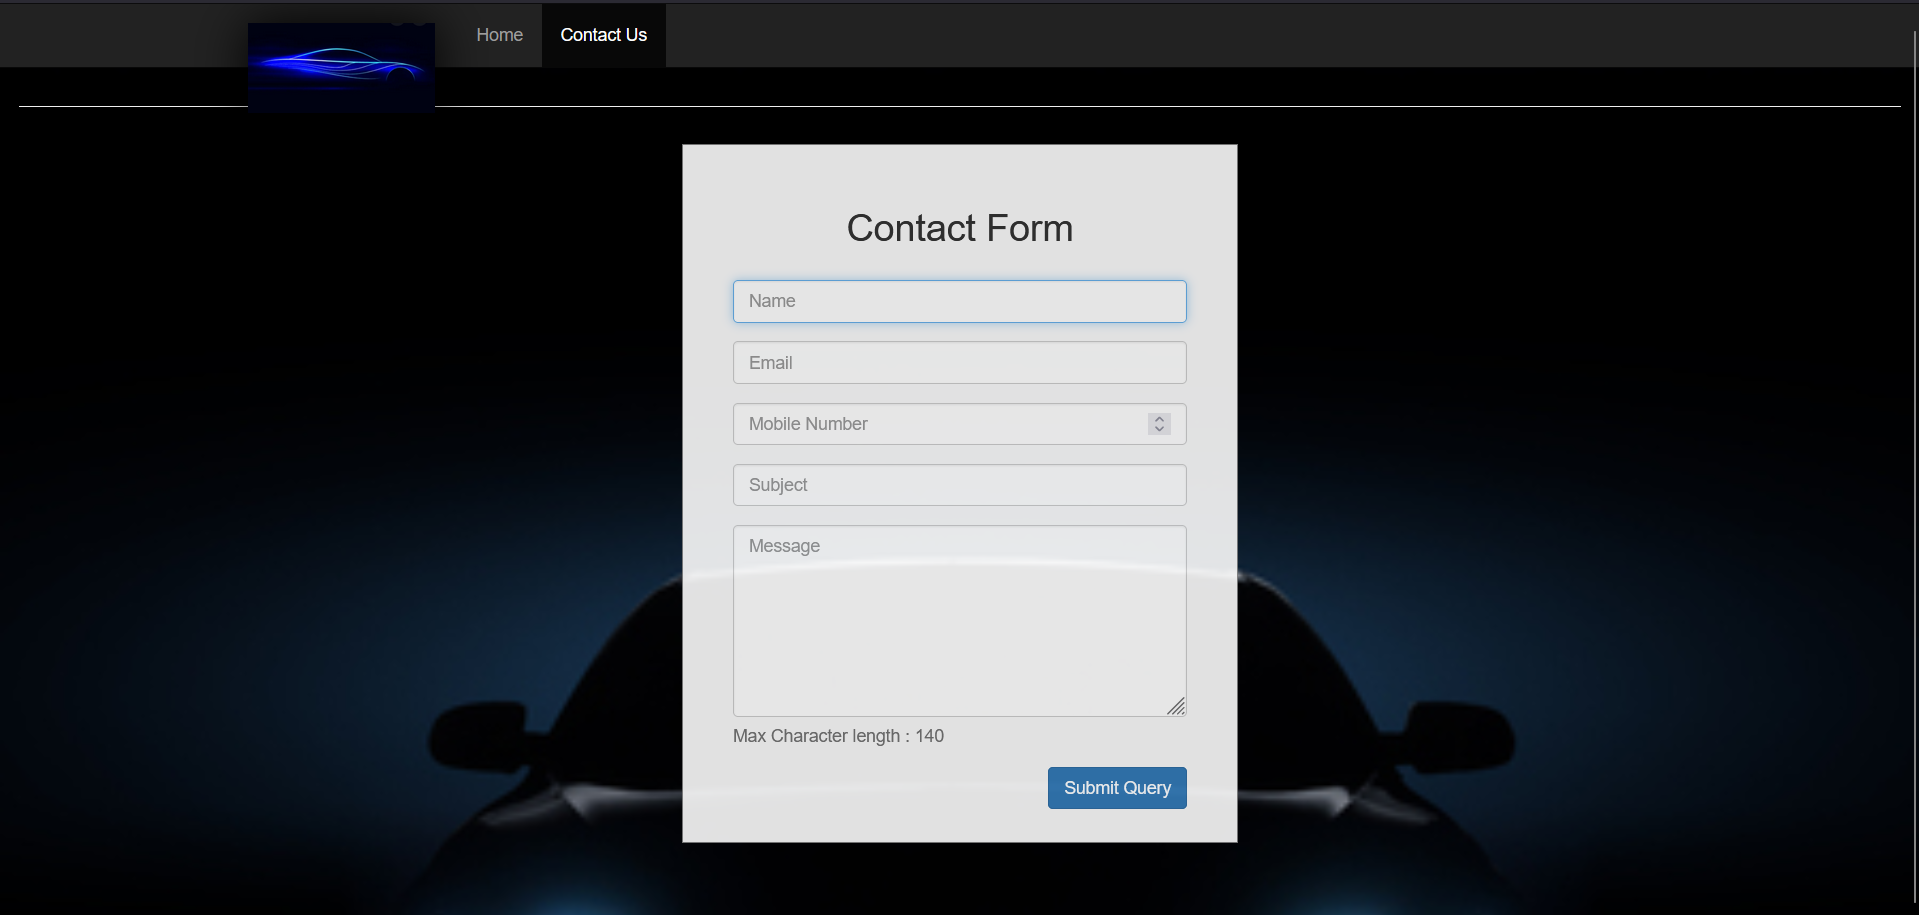 Home Contact Us
Contact Form
Name
Email
Mobile Number
Subject
Message
Max Character length : 140
Submit Query